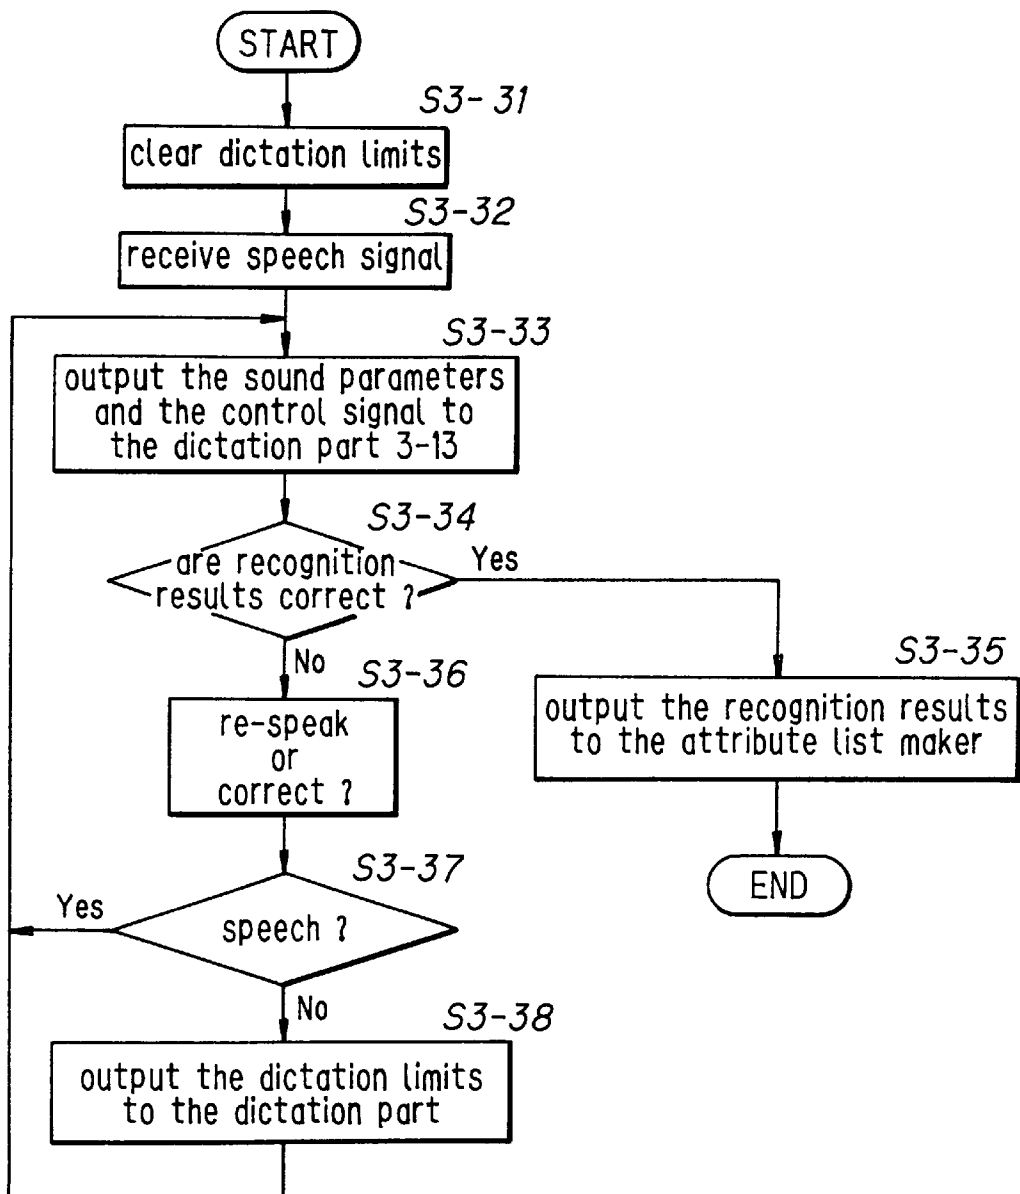 START
S3-31
clear dictation limits
S3-32
receive speech signal
S3-33
output the sound parameters
and the control signal to
the dictation part 3-13
S3-34
are recognition
results correct ?
Yes
No
S3-35
output the recognition results
to the attribute list maker
END
S3-36
re-speak
or
correct ?
S3-37
speech ?
Yes
No
S3-38
output the dictation limits
to the dictation part